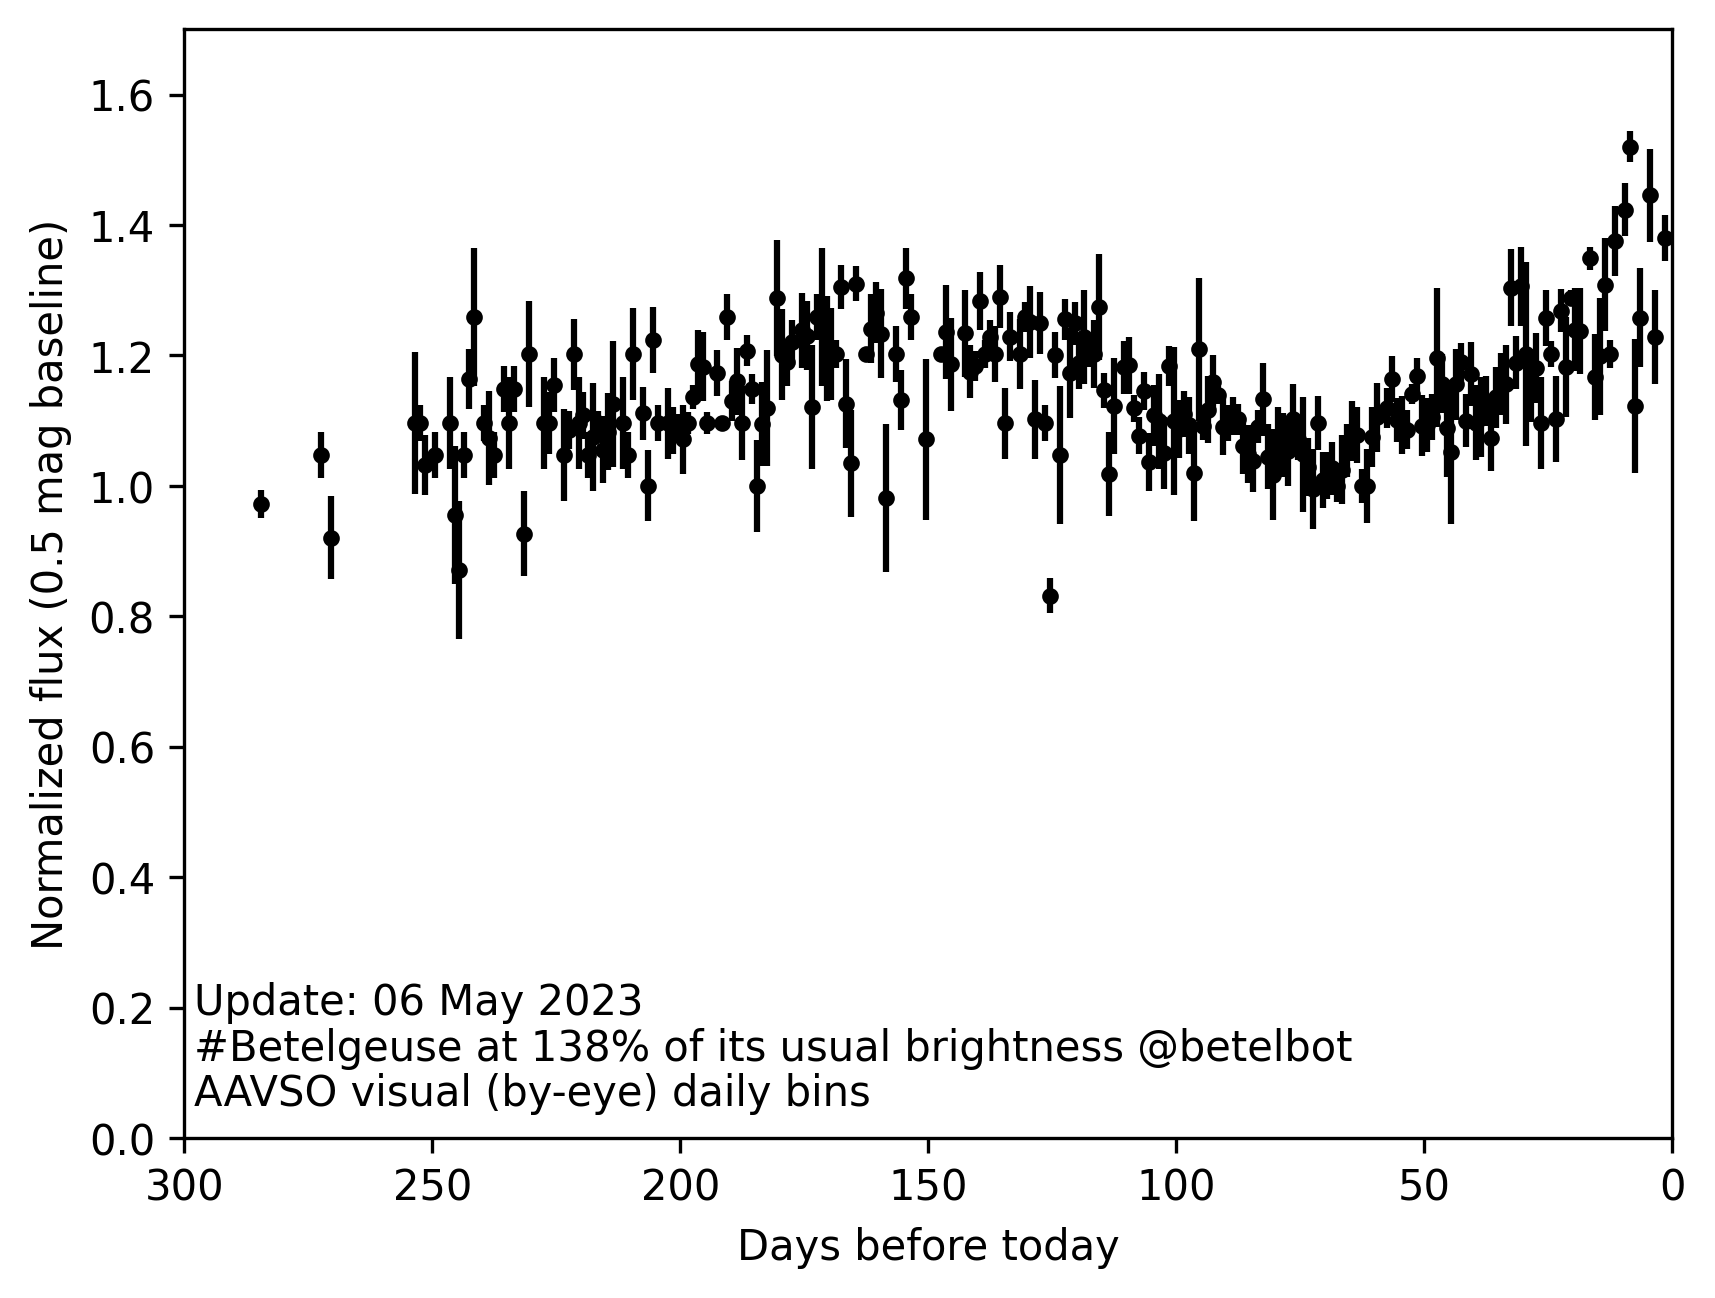 1.6
1.4
1.2
1.0
0.8
0.6
0.4
0.2
0.0
Normalized flux (0.5 mag baseline)
Update: 06 May 2023
#Betelgeuse at 138% of its usual brightness @betelbot
AAVSO visual (by-eye) daily bins
300 250 200 150 100 50 0
Days before today